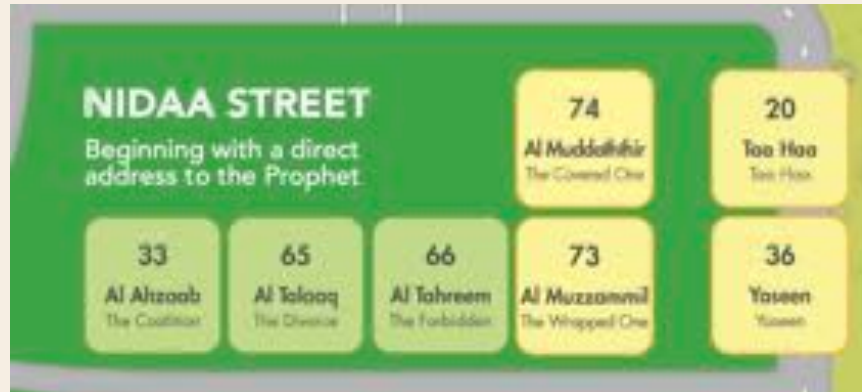 NIDAA STREET
Beginning with a direct
address to the Prophet
74
Al Muddaththir
The Covered One
20
Taa Haa
Taa Haa
33
Al Ahzaab
The Coalition
65
Al Talaaq
The Divorce
66
Al Tahreem
The Forbidden
73
Al Muzzammil
The Wrapped One
36
Yaseen
Yaseen